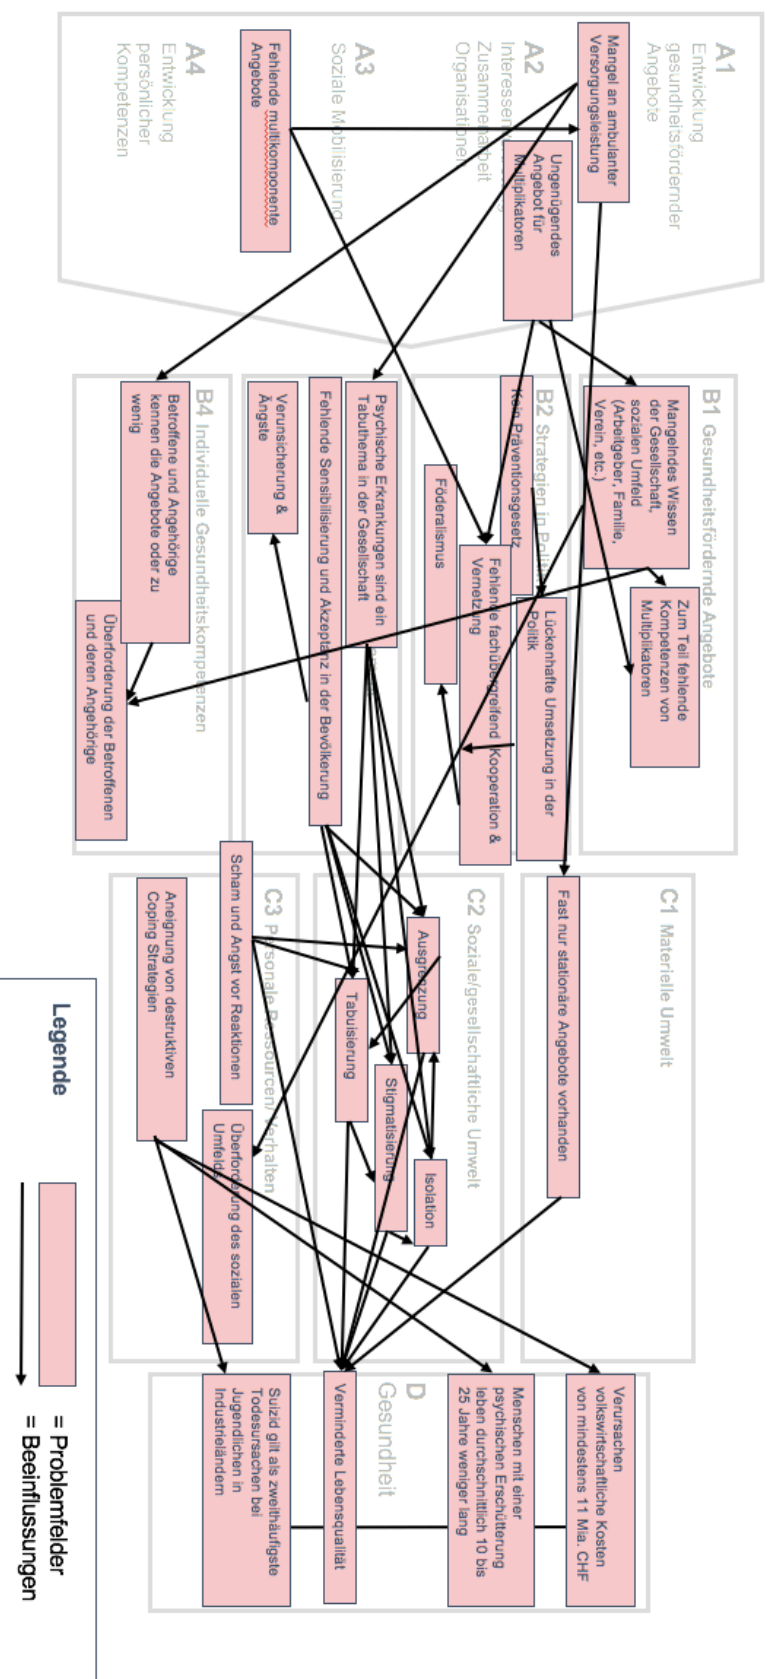 A1
Entwicklung
gesundheitsfördernder
Angebote
Mangel an ambulanter
Versorgungsleistung
A2
Interessen
Zusammenarbeit
Organisationen
Ungenügendes
Angebot für
Multiplikatoren
A3
Soziale Mobilisierung
Fehlende multikomponente
Angebote
A4
Entwicklung
persönlicher
Kompetenzen
B1 Gesundheitsfördernde Angebote
Mangelndes Wissen
der Gesellschaft,
sozialen Umfeld
(Arbeitgeber, Familie,
Verein, etc.)
Zum Teil fehlende
Kompetenzen von
Multiplikatoren
B2 Strategien in Politik
Kein Präventionsgesetz
Lückenhafte Umsetzung in der
Politik
Fehlende fachübergreifend Kooperation &
Vernetzung
Föderalismus
Psychische Erkrankungen sind ein
Tabuthema in der Gesellschaft
Fehlende Sensibilisierung und Akzeptanz in der Bevölkerung
Verunsicherung &
Ängste
B4 Individuelle Gesundheitskompetenzen
Betroffene und Angehörige
kennen die Angebote oder zu
wenig
Überforderung der Betroffenen
und deren Angehörige
C1 Materielle Umwelt
Fast nur stationäre Angebote vorhanden
C2 Soziale/gesellschaftliche Umwelt
Ausgrenzung
Isolation
Stigmatisierung
Tabuisierung
C3 Personale Ressourcen/Verhalten
Scham und Angst vor Reaktionen
Überforderung des sozialen
Umfelds
Aneignung von destruktiven
Coping Strategien
D
Gesundheit
Verursachen
volkswirtschaftliche Kosten
von mindestens 11 Mia. CHF
Menschen mit einer
psychischen Erschütterung
leben durchschnittlich 10 bis
25 Jahre weniger lang
Verminderte Lebensqualität
Suizid gilt als zweithäufigste
Todesursachen bei
Jugendlichen in
Industrieländern
Legende
= Problemfelder
= Beeinflussungen